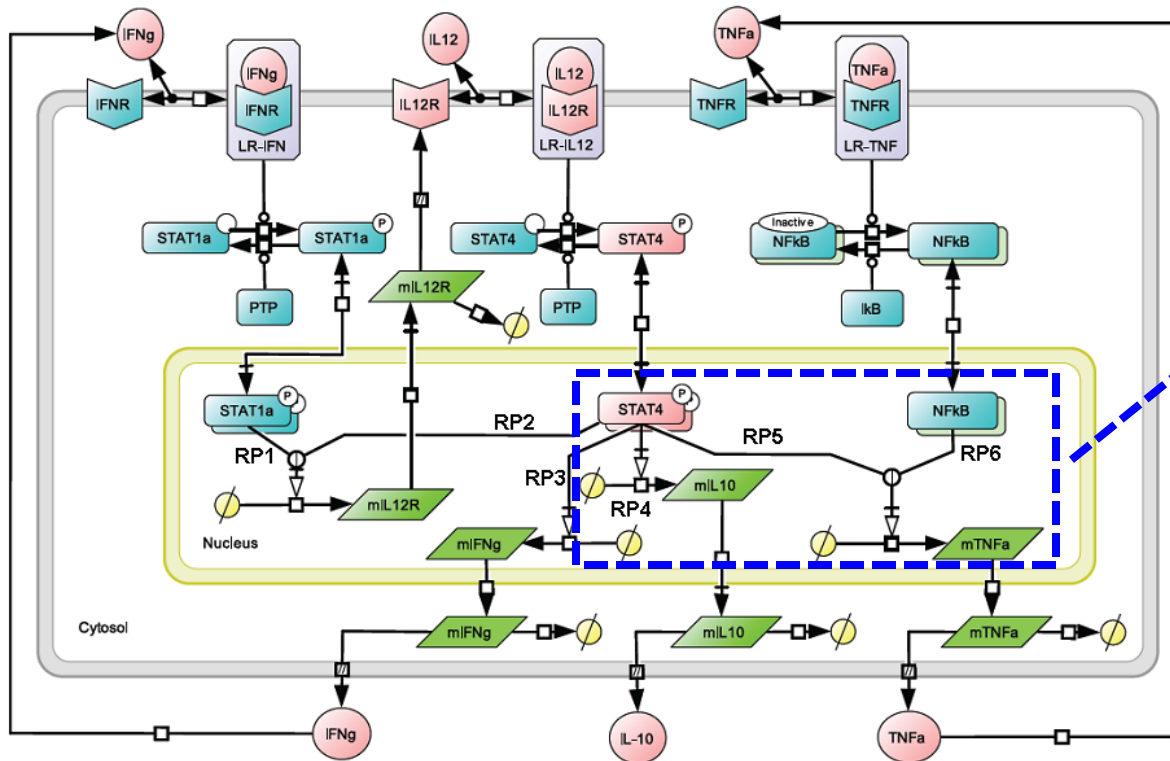 IFNg
IL12
TNFa
IFNR
IFNg
IFNR
LR-IFN
IL12R
IL12
IL12R
LR-IL12
TNFR
TNFa
TNFR
LR-TNF
STAT1a
STAT1a
P
PTP
mIL12R
STAT4
STAT4
P
PTP
Inactive
NFkB
NFkB
IkB
STAT1a
P
STAT4
P
NFkB
RP1
RP2
RP3
RP4
RP5
RP6
mIL12R
mIL10
Nucleus
mIFNg
mTNFa
Cytosol
mIFNg
mIL10
mTNFa
IFNg
IL-10
TNFa